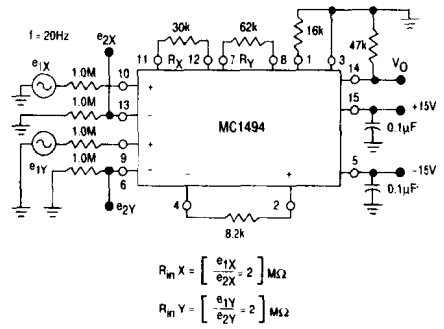 f = 20Hz
e2X
30k
62k
16k
47k
11 RX 12
7 RY 8
1
3
e1X
1.0M
10
+
14
VO
1.0M
13
−
MC1494
15
+15V
0.1µF
1.0M
+
9
e1Y
1.0M
−
6
5
−15V
0.1µF
e2Y
−
+
4
2
8.2k
Rin X = [ e1X / e2X = 2 ] MΩ
Rin Y = [ e1Y / e2Y = 2 ] MΩ